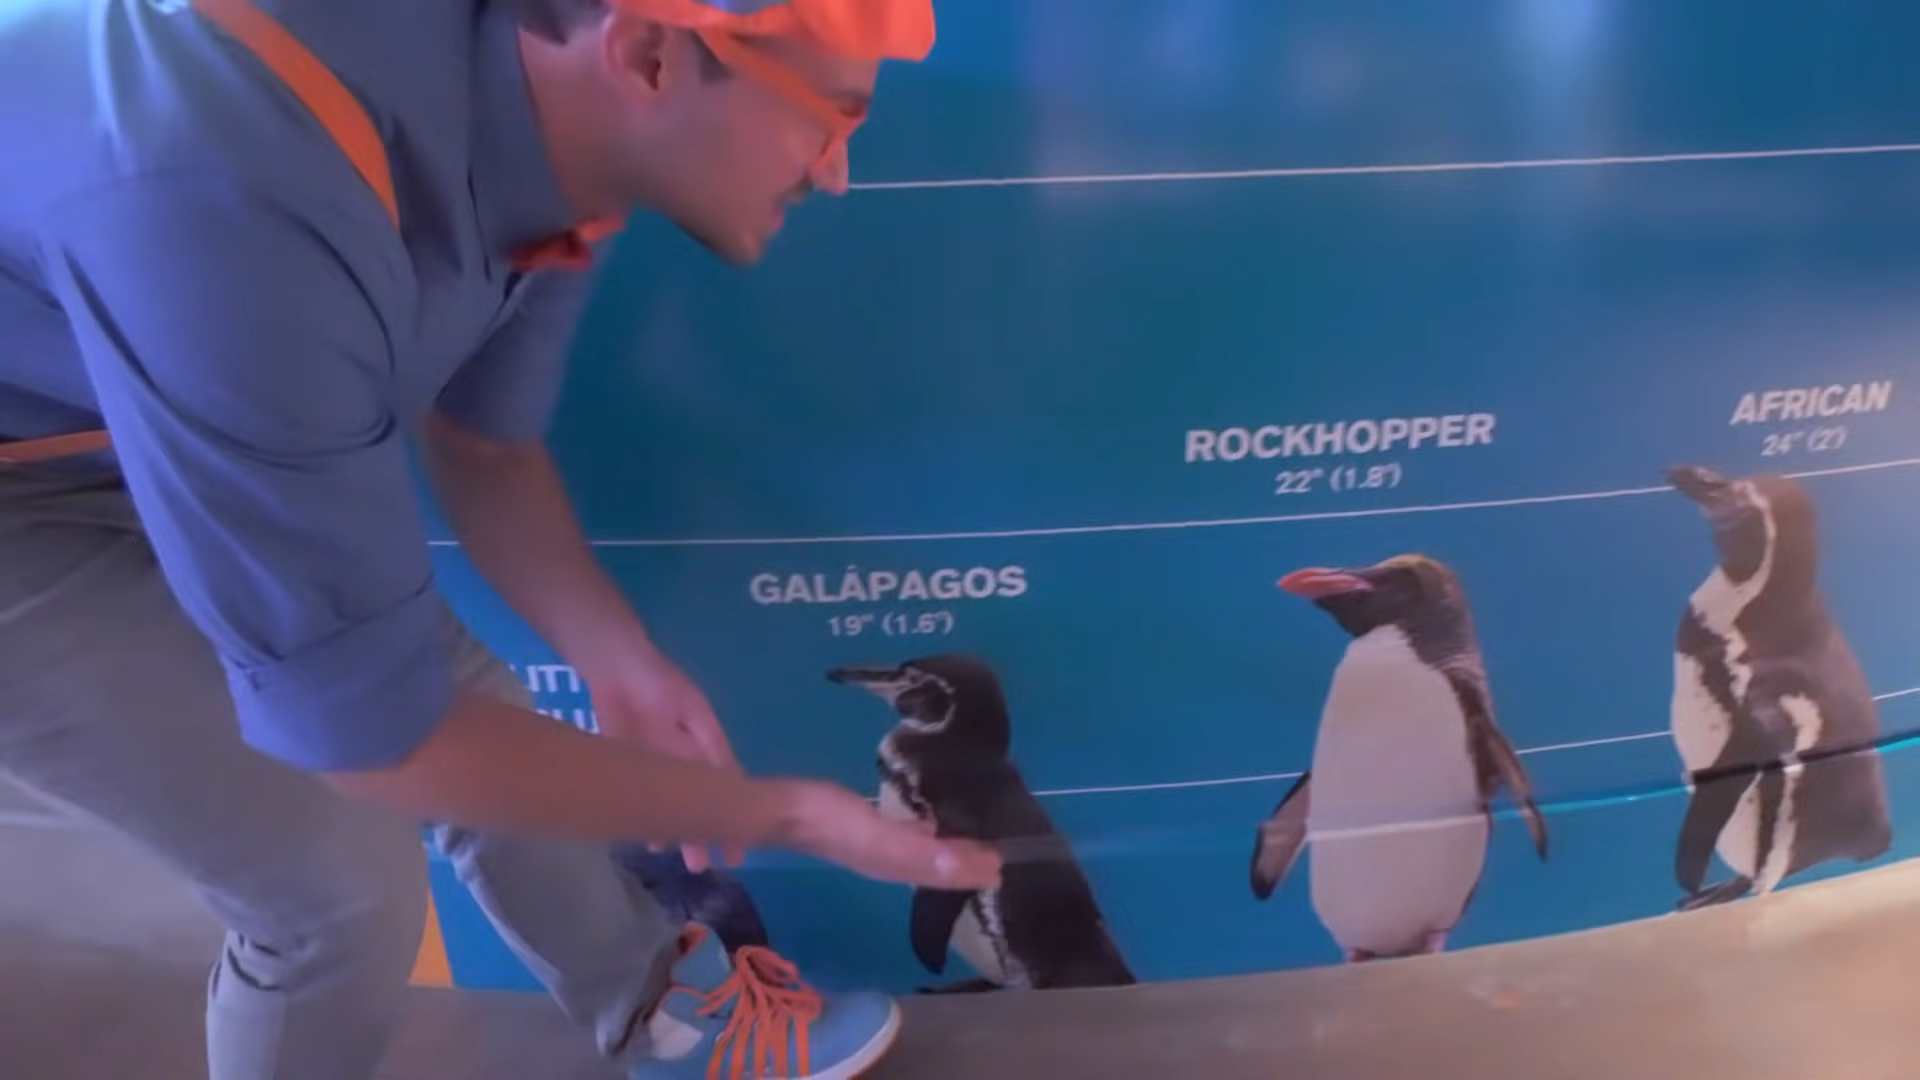 GALÁPAGOS
19" (1.6')
ROCKHOPPER
22" (1.8')
AFRICAN
24" (2')